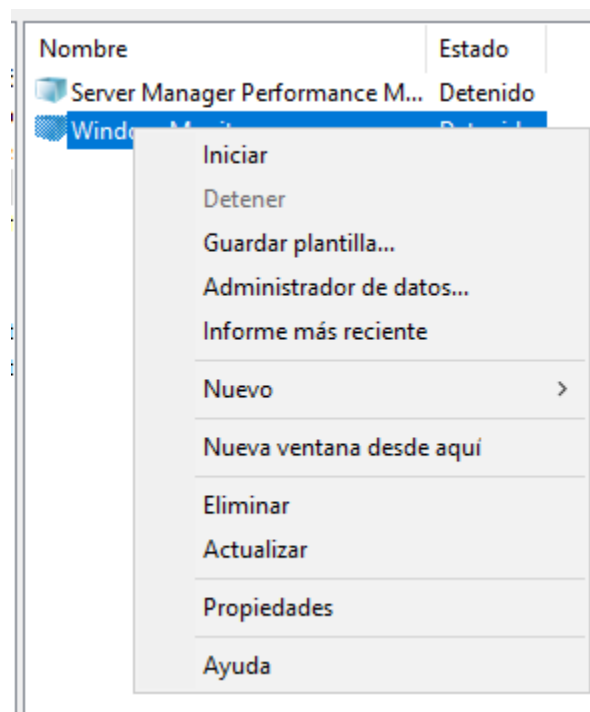 Nombre Estado
Server Manager Performance M... Detenido
Iniciar
Detener
Guardar plantilla...
Administrador de datos...
Informe más reciente
Nuevo
Nueva ventana desde aquí
Eliminar
Actualizar
Propiedades
Ayuda